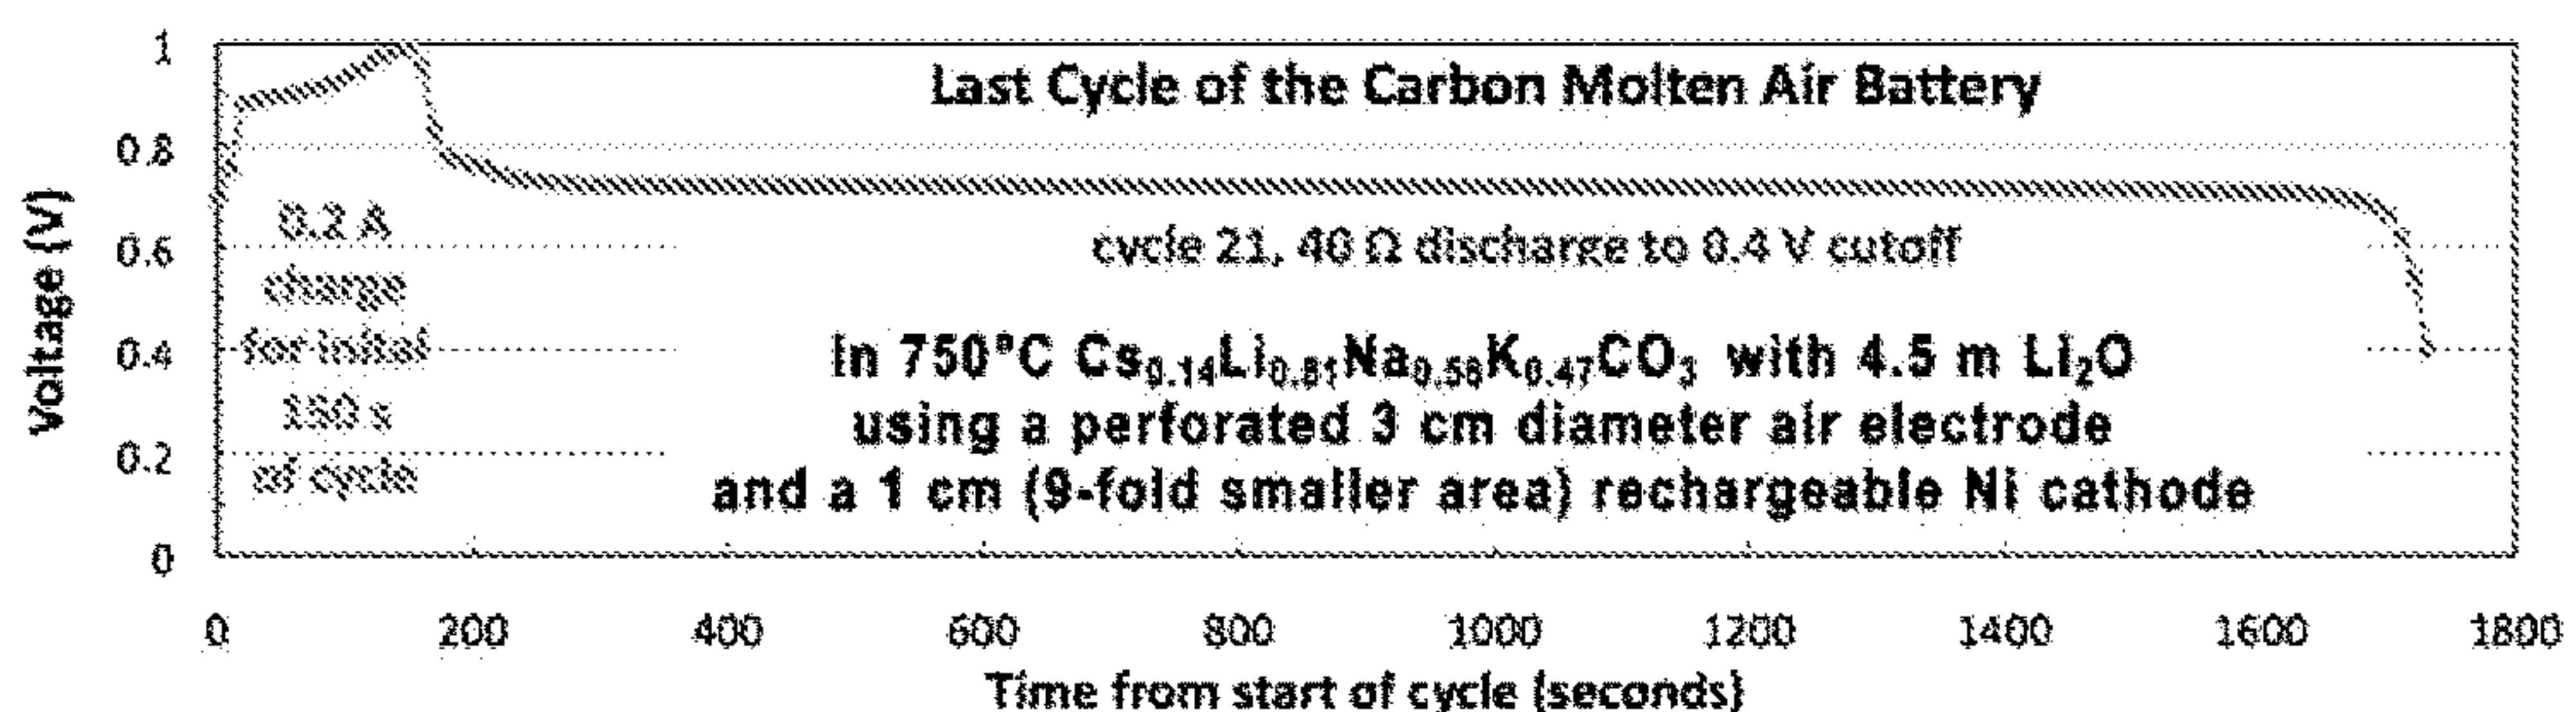 Last Cycle of the Carbon Molten Air Battery
Voltage (V)
1
0.8
0.6
0.4
0.2
0
0.2 A
charge
for inital
180 s
of cycle
cycle 21, 40 Ω discharge to 0.4 V cutoff
In 750°C Cs₀.₁₄Li₀.₈₁Na₀.₅₈K₀.₄₇CO₃ with 4.5 m Li₂O
using a perforated 3 cm diameter air electrode
and a 1 cm (9-fold smaller area) rechargeable Ni cathode
0 200 400 600 800 1000 1200 1400 1600 1800
Time from start of cycle (seconds)